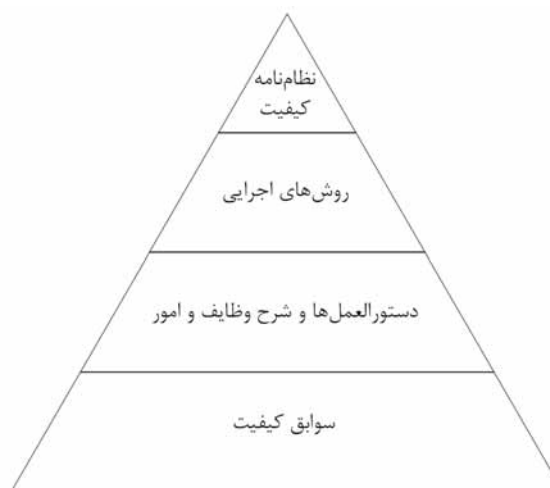 نظام‌نامه
کیفیت
روش‌های اجرایی
دستورالعمل‌ها و شرح وظایف و امور
سوابق کیفیت